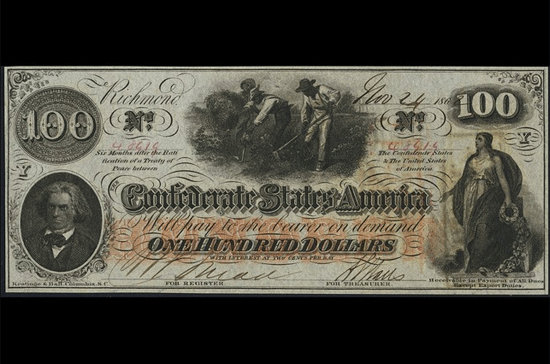 Richmond, Nov. 24 186
100 No. No. 100
Six Months after the Rati
fication of a Treaty of
Peace between
The Confederate States
& The United States
of America
Y Y
THE
Confederate States of America
Will pay to the bearer on demand
ONE HUNDRED DOLLARS
WITH INTEREST AT TWO CENTS PER DAY
Keatinge & Ball, Columbia, S.C.
FOR REGISTER
FOR TREASURER
Receivable in Payment of All Dues
Except Export Duties.